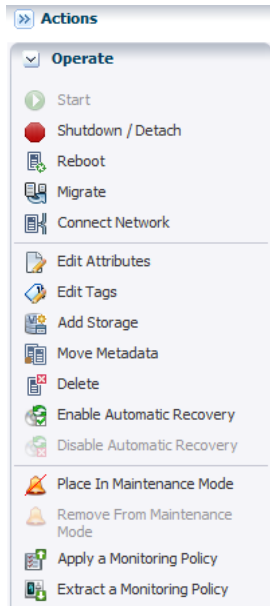 Actions
Operate
Start
Shutdown / Detach
Reboot
Migrate
Connect Network
Edit Attributes
Edit Tags
Add Storage
Move Metadata
Delete
Enable Automatic Recovery
Disable Automatic Recovery
Place In Maintenance Mode
Remove From Maintenance
Mode
Apply a Monitoring Policy
Extract a Monitoring Policy